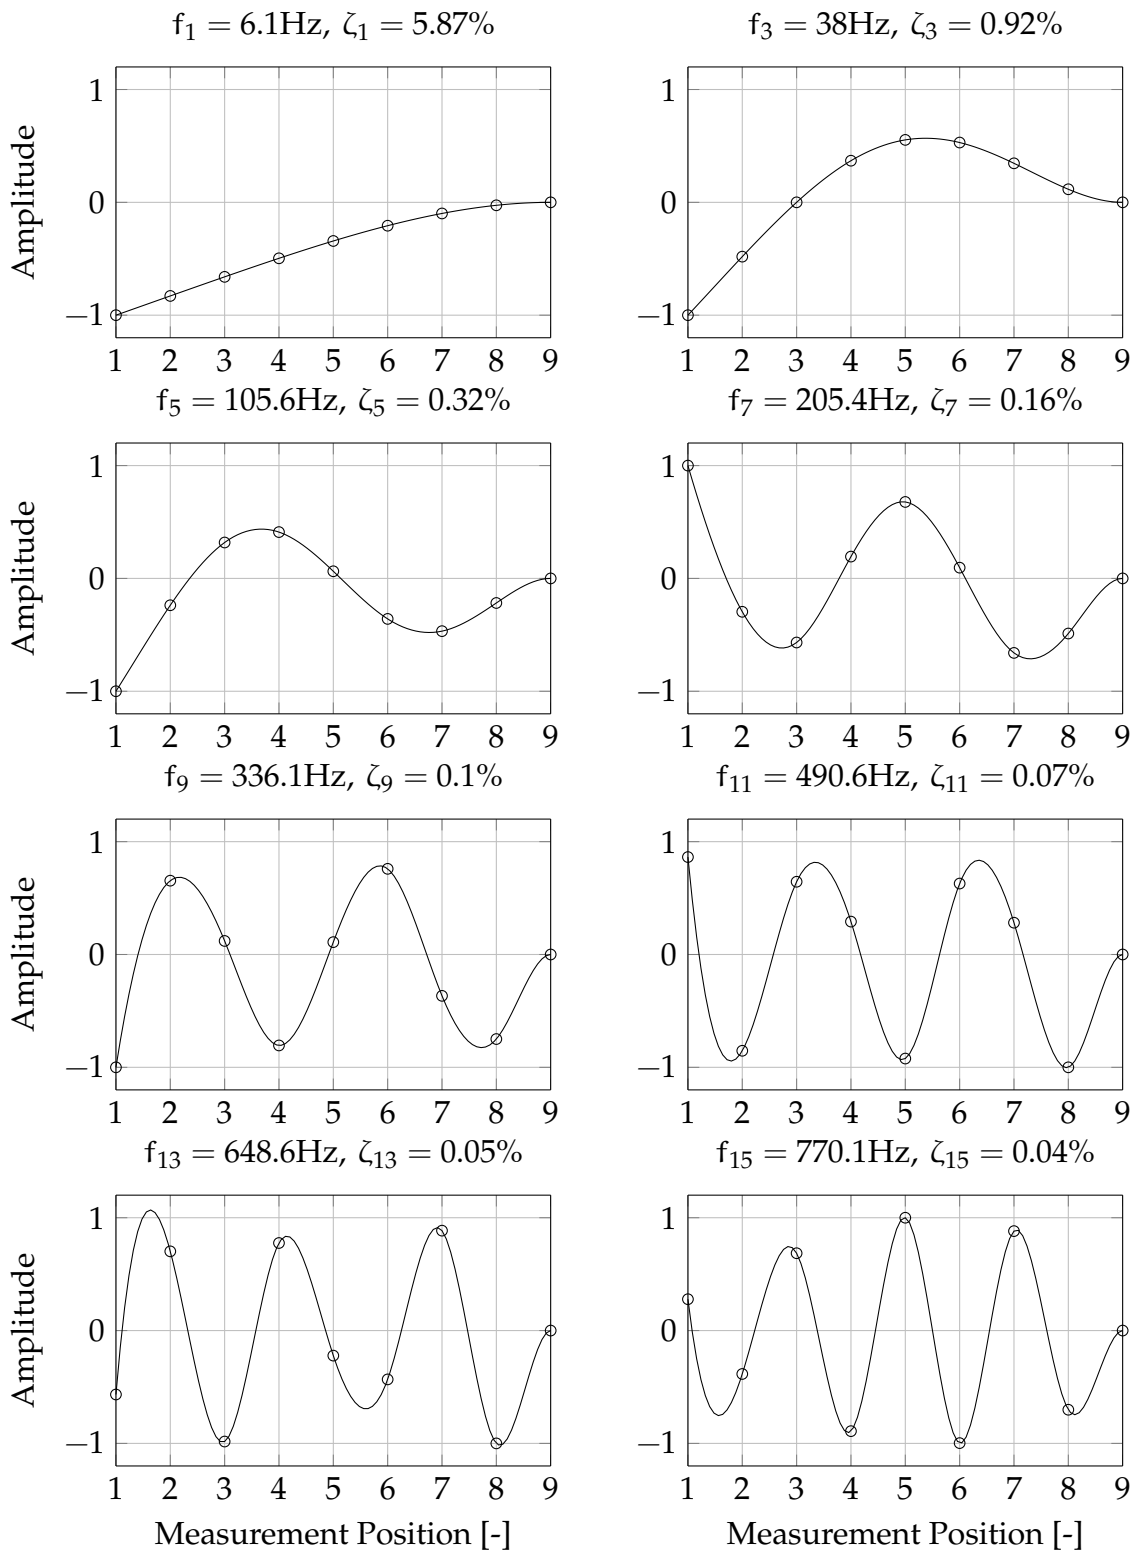 f₁ = 6.1Hz, ζ₁ = 5.87%
f₃ = 38Hz, ζ₃ = 0.92%
1
0
−1
Amplitude
1 2 3 4 5 6 7 8 9
1
0
−1
1 2 3 4 5 6 7 8 9
f₅ = 105.6Hz, ζ₅ = 0.32%
f₇ = 205.4Hz, ζ₇ = 0.16%
1
0
−1
Amplitude
1 2 3 4 5 6 7 8 9
1
0
−1
1 2 3 4 5 6 7 8 9
f₉ = 336.1Hz, ζ₉ = 0.1%
f₁₁ = 490.6Hz, ζ₁₁ = 0.07%
1
0
−1
Amplitude
1 2 3 4 5 6 7 8 9
1
0
−1
1 2 3 4 5 6 7 8 9
f₁₃ = 648.6Hz, ζ₁₃ = 0.05%
f₁₅ = 770.1Hz, ζ₁₅ = 0.04%
1
0
−1
Amplitude
1 2 3 4 5 6 7 8 9
Measurement Position [-]
1
0
−1
1 2 3 4 5 6 7 8 9
Measurement Position [-]